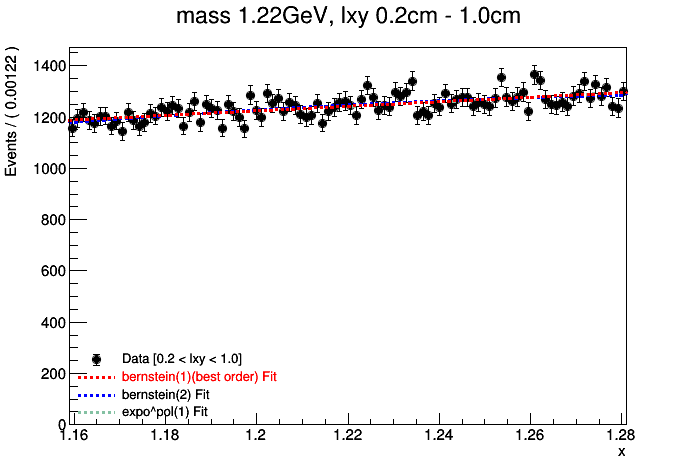 mass 1.22GeV, lxy 0.2cm - 1.0cm
Events / ( 0.00122 )
1400
1200
1000
800
600
400
200
0
Data [0.2 < lxy < 1.0]
bernstein(1)(best order) Fit
bernstein(2) Fit
expo^pol(1) Fit
1.16 1.18 1.2 1.22 1.24 1.26 1.28
x